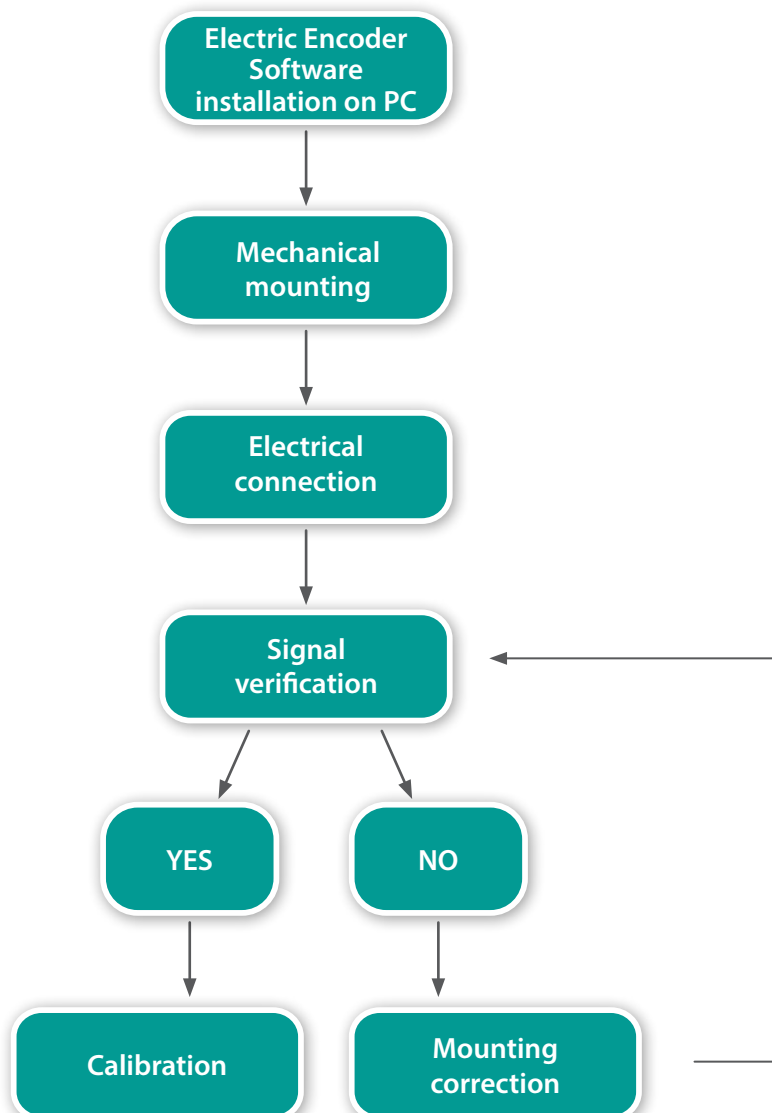 Electric Encoder
Software
installation on PC
Mechanical
mounting
Electrical
connection
Signal
verification
YES
NO
Calibration
Mounting
correction